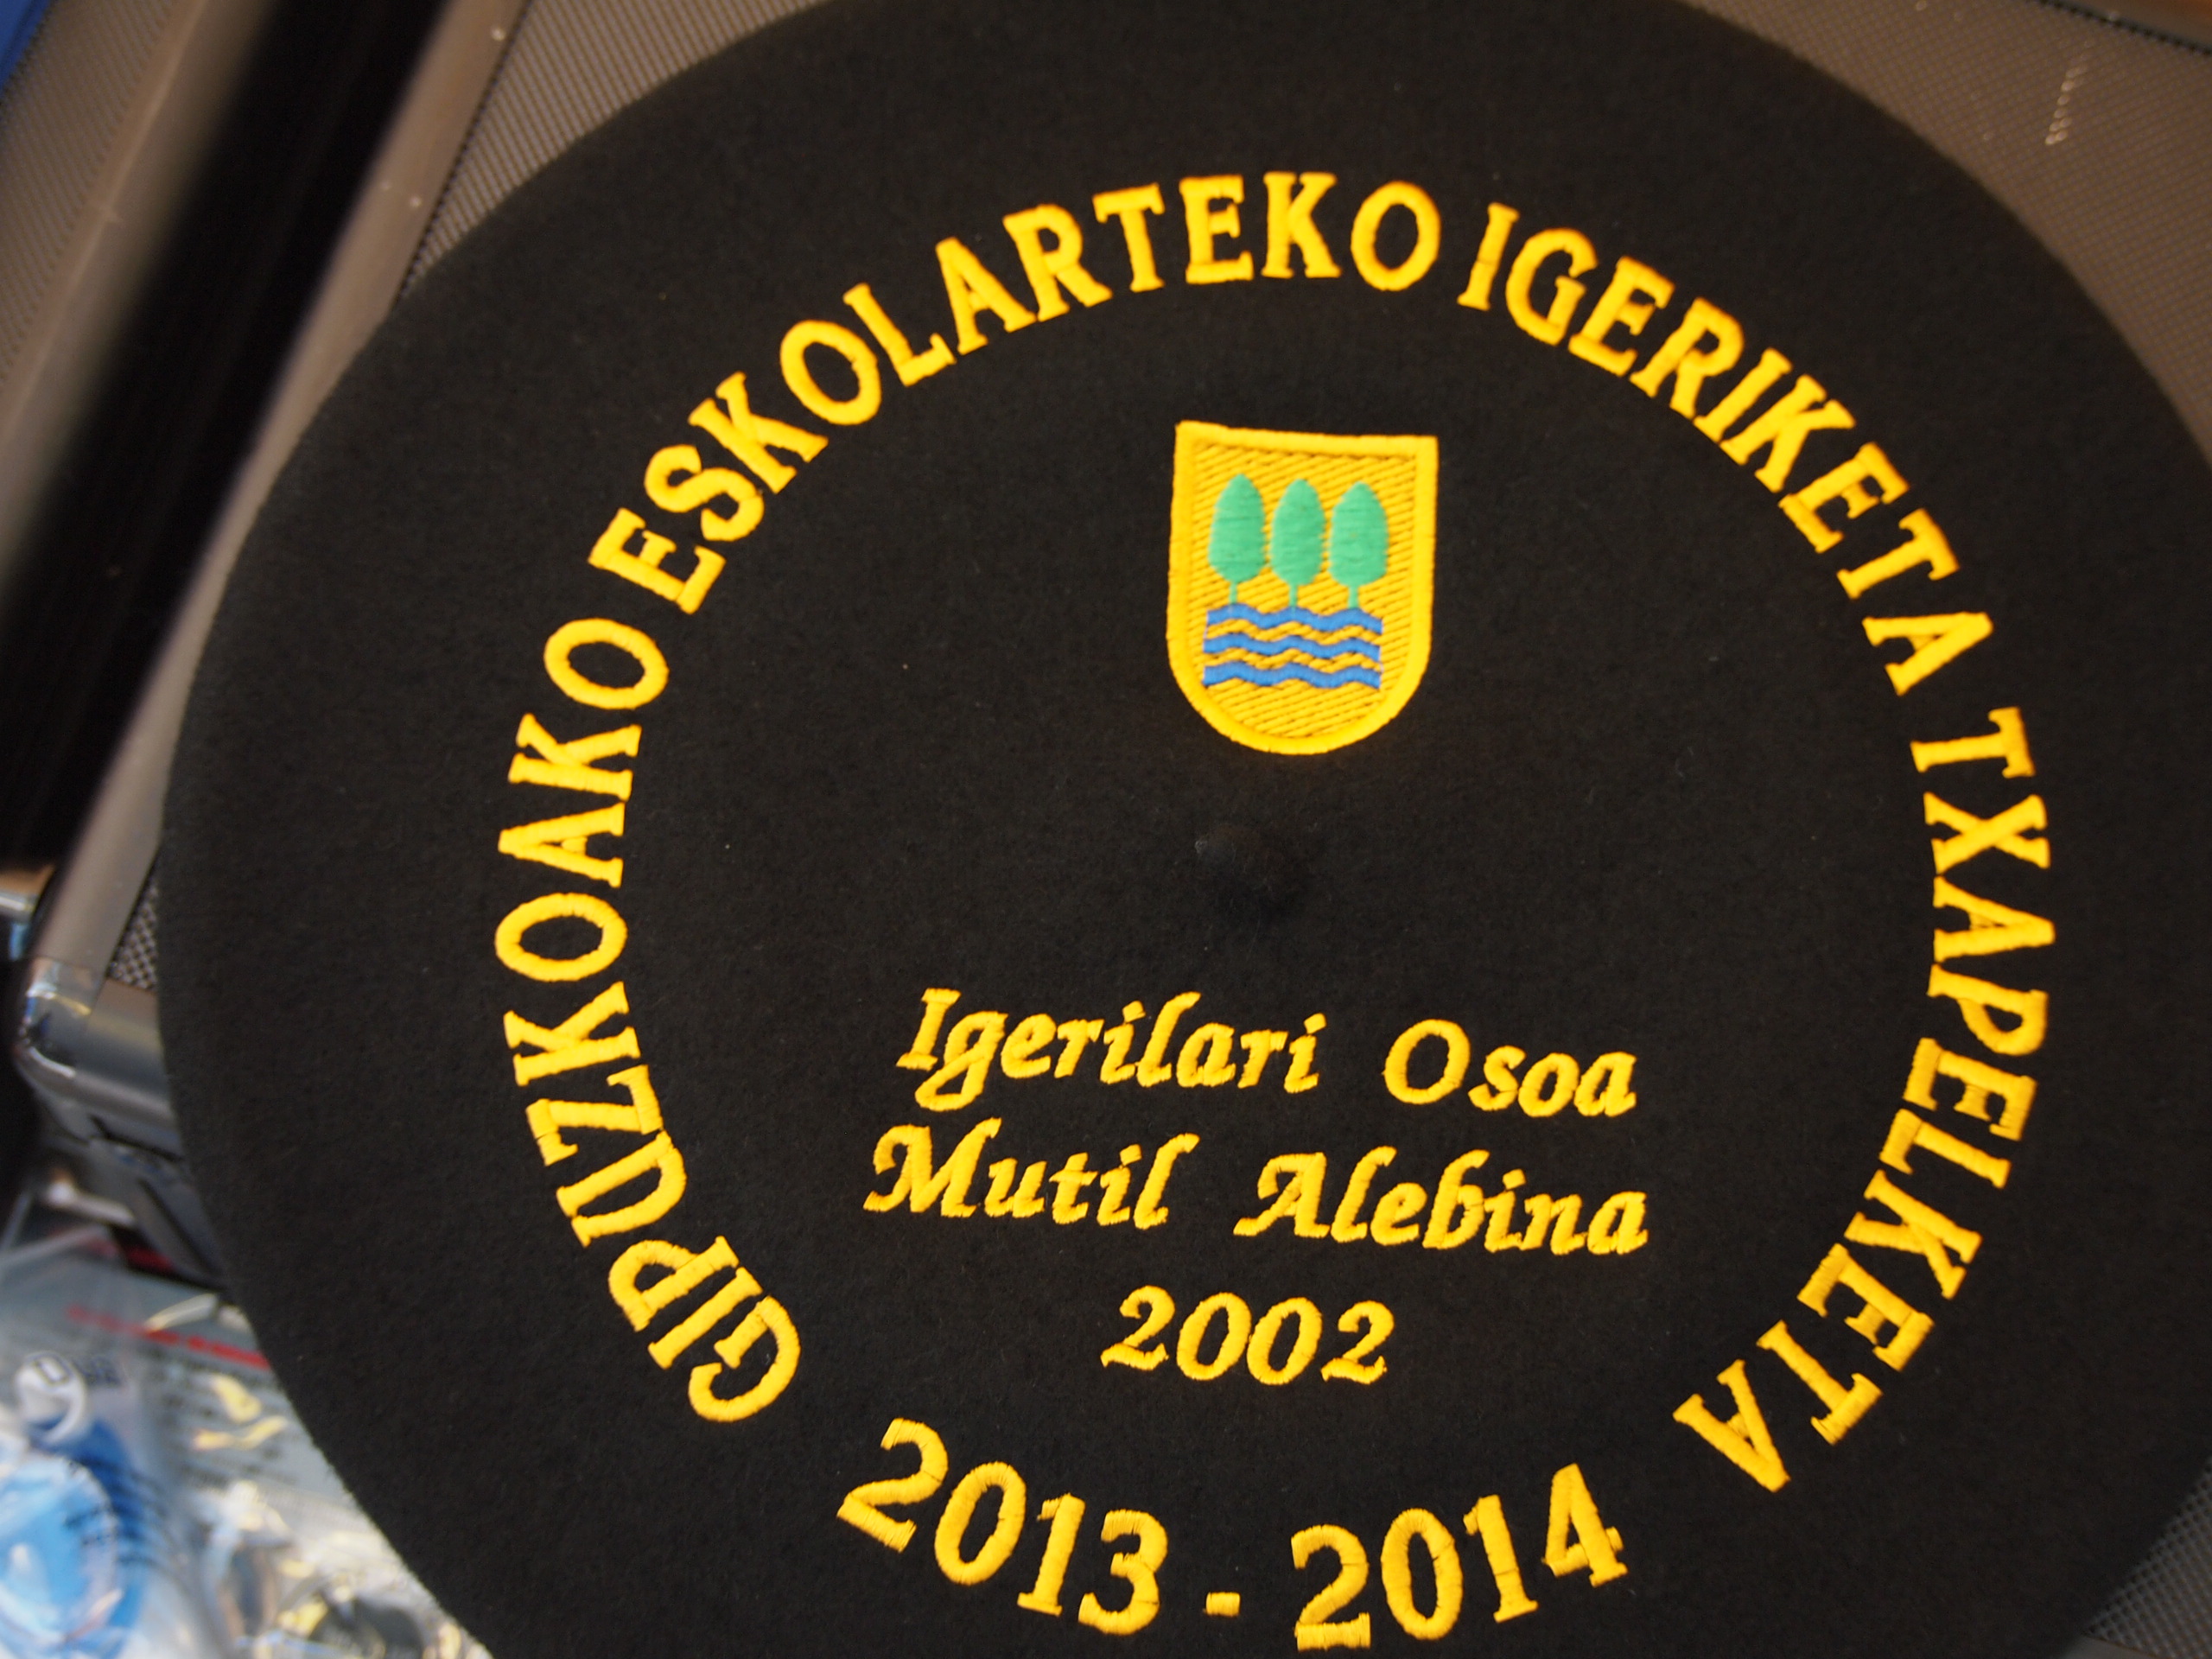 GIPUZKOAKO ESKOLARTEKO IGERIKETA TXAPELKETA
Igerilari Osoa
Mutil Alebina
2002
2013 - 2014